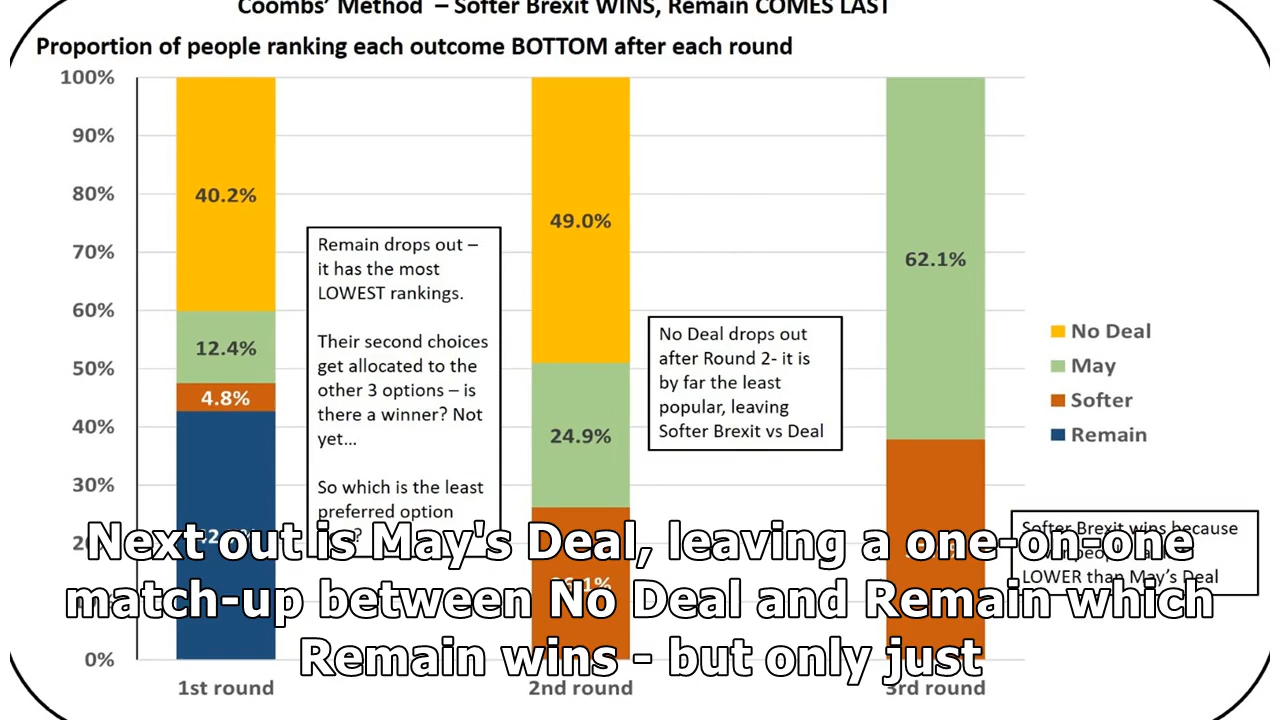 Coombs' Method – Softer Brexit WINS, Remain COMES LAST
Proportion of people ranking each outcome BOTTOM after each round
100%
90%
80%
70%
60%
50%
40%
30%
0%
40.2%
12.4%
4.8%
49.0%
24.9%
62.1%
Remain drops out –
it has the most
LOWEST rankings.
Their second choices
get allocated to the
other 3 options – is
there a winner? Not
yet...
So which is the least
preferred option
No Deal drops out
after Round 2- it is
by far the least
popular, leaving
Softer Brexit vs Deal
No Deal
May
Softer
Remain
Softer Brexit wins because
LOWER than May's Deal
Next out is May's Deal, leaving a one-on-one
match-up between No Deal and Remain which
Remain wins - but only just
1st round
2nd round
3rd round